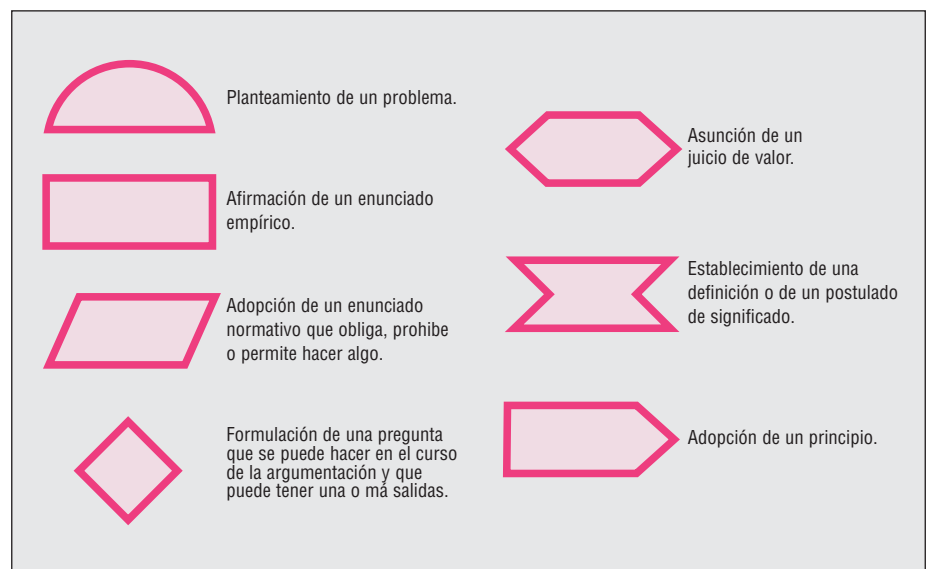 Planteamiento de un problema.
Afirmación de un enunciado
empírico.
Adopción de un enunciado
normativo que obliga, prohibe
o permite hacer algo.
Formulación de una pregunta
que se puede hacer en el curso
de la argumentación y que
puede tener una o má salidas.
Asunción de un
juicio de valor.
Establecimiento de una
definición o de un postulado
de significado.
Adopción de un principio.